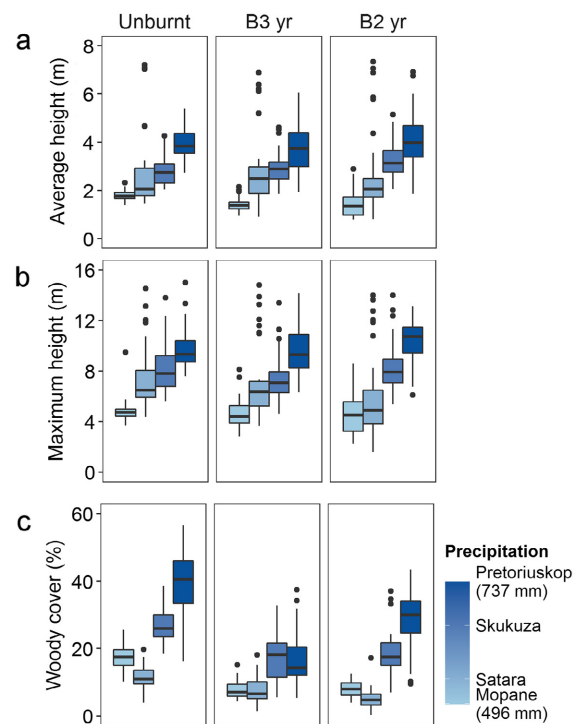 Unburnt B3 yr B2 yr
a
Average height (m)
8
6
4
2
0
b
Maximum height (m)
16
12
8
4
0
c
Woody cover (%)
60
40
20
0
Precipitation
Pretoriuskop
(737 mm)
Skukuza
Satara
Mopane
(496 mm)